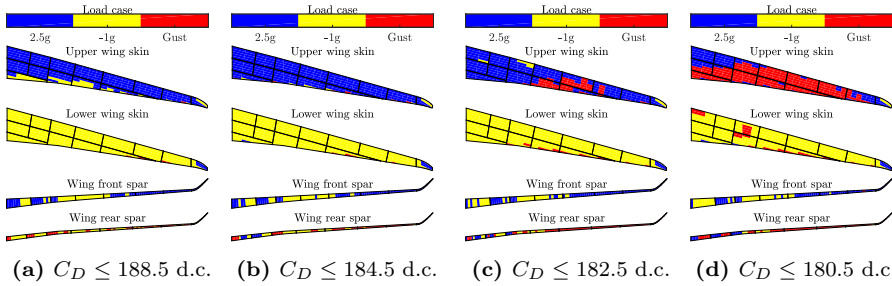 Load case Load case Load case Load case
2.5g -1g Gust 2.5g -1g Gust 2.5g -1g Gust 2.5g -1g Gust
Upper wing skin Upper wing skin Upper wing skin Upper wing skin
Lower wing skin Lower wing skin Lower wing skin Lower wing skin
Wing front spar Wing front spar Wing front spar Wing front spar
Wing rear spar Wing rear spar Wing rear spar Wing rear spar
(a) C_D ≤ 188.5 d.c. (b) C_D ≤ 184.5 d.c. (c) C_D ≤ 182.5 d.c. (d) C_D ≤ 180.5 d.c